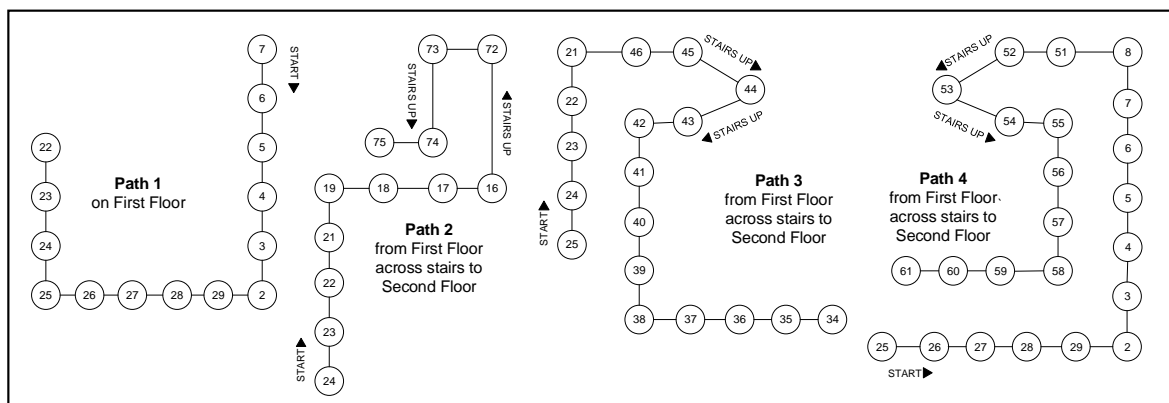 7
START
6
5
4
3
2
29
28
27
26
25
24
23
22
Path 1
on First Floor
24
START
23
22
21
19
18
17
16
STAIRS UP
72
73
STAIRS UP
74
75
Path 2
from First Floor
across stairs to
Second Floor
25
START
24
23
22
21
46
45
STAIRS UP
44
STAIRS UP
43
42
41
40
39
38
37
36
35
34
Path 3
from First Floor
across stairs to
Second Floor
25
START
26
27
28
29
2
3
4
5
6
7
8
51
52
STAIRS UP
53
STAIRS UP
54
55
56
57
58
59
60
61
Path 4
from First Floor
across stairs to
Second Floor